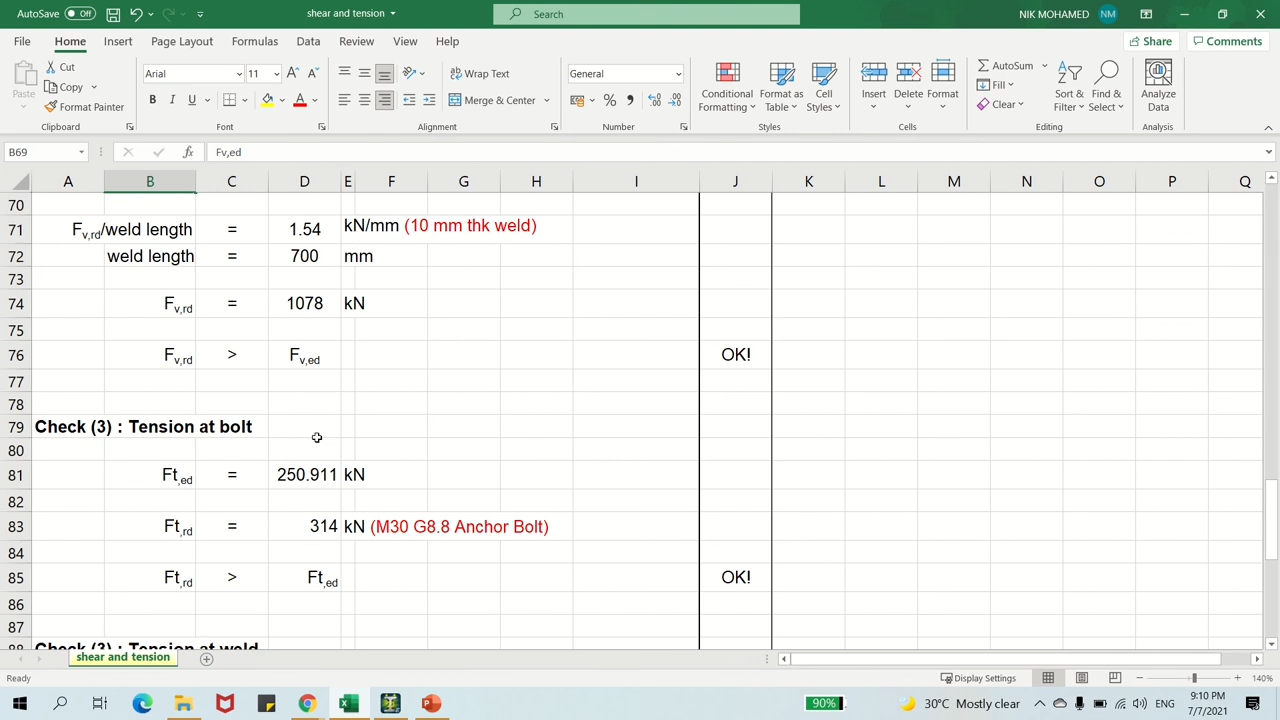 AutoSave Off shear and tension Search NIK MOHAMED NM
File Home Insert Page Layout Formulas Data Review View Help Share Comments
Paste Cut Copy Format Painter Clipboard
Arial 11 A A B I U A Font
Wrap Text Merge & Center Alignment
General % , Number
Conditional Formatting Format as Table Cell Styles Styles
Insert Delete Format Cells
AutoSum Fill Clear Sort & Filter Find & Select Editing
Analyze Data Analysis
B69 fx Fv,ed
A B C D E F G H I J K L M N O P Q
70
71 Fv,rd/weld length = 1.54 kN/mm (10 mm thk weld)
72 weld length = 700 mm
73
74 Fv,rd = 1078 kN
75
76 Fv,rd > Fv,ed OK!
77
78
79 Check (3) : Tension at bolt
80
81 Ft,ed = 250.911 kN
82
83 Ft,rd = 314 kN (M30 G8.8 Anchor Bolt)
84
85 Ft,rd > Ft,ed OK!
86
87
88 Check (3) : Tension at weld
shear and tension
Ready Display Settings 140%
90% 30°C Mostly clear ENG 9:10 PM
7/7/2021